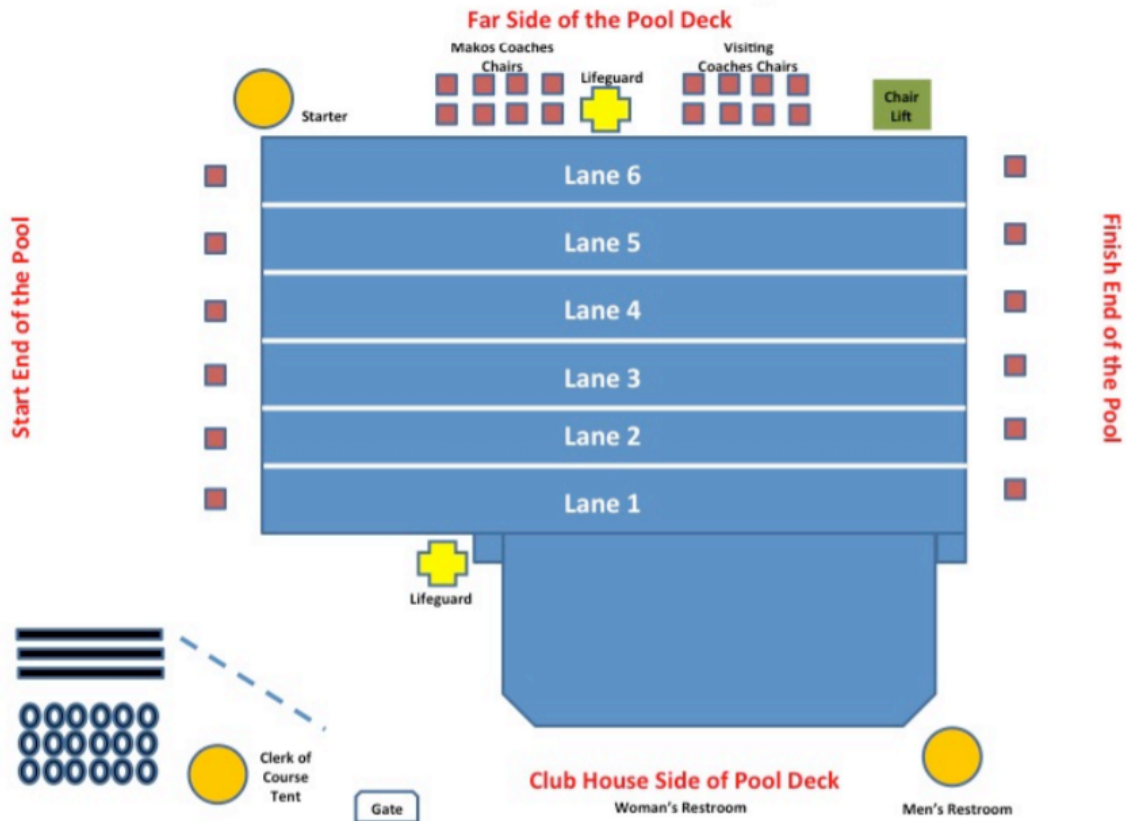 Far Side of the Pool Deck
Makos Coaches
Chairs
Visiting
Coaches Chairs
Lifeguard
Chair
Lift
Starter
Lane 6
Lane 5
Lane 4
Lane 3
Lane 2
Lane 1
Start End of the Pool
Finish End of the Pool
Lifeguard
Clerk of
Course
Tent
Gate
Club House Side of Pool Deck
Woman's Restroom
Men's Restroom